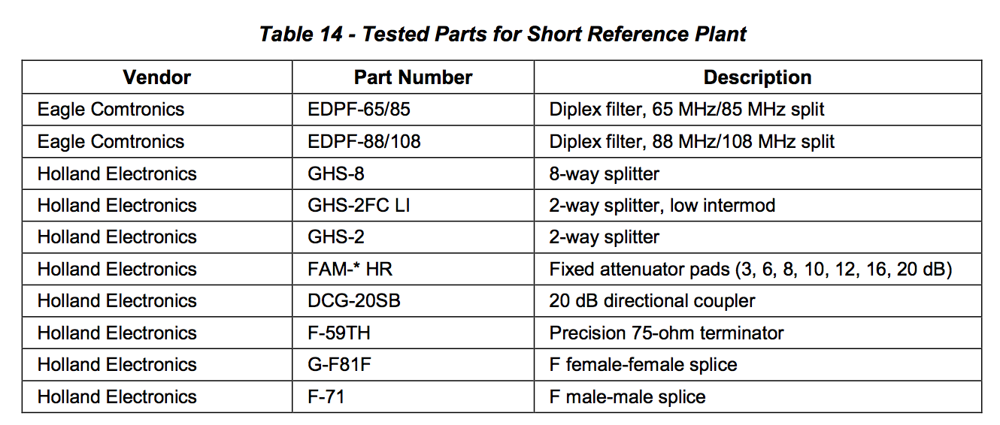 Table 14 - Tested Parts for Short Reference Plant
Vendor Part Number Description
Eagle Comtronics EDPF-65/85 Diplex filter, 65 MHz/85 MHz split
Eagle Comtronics EDPF-88/108 Diplex filter, 88 MHz/108 MHz split
Holland Electronics GHS-8 8-way splitter
Holland Electronics GHS-2FC LI 2-way splitter, low intermod
Holland Electronics GHS-2 2-way splitter
Holland Electronics FAM-* HR Fixed attenuator pads (3, 6, 8, 10, 12, 16, 20 dB)
Holland Electronics DCG-20SB 20 dB directional coupler
Holland Electronics F-59TH Precision 75-ohm terminator
Holland Electronics G-F81F F female-female splice
Holland Electronics F-71 F male-male splice